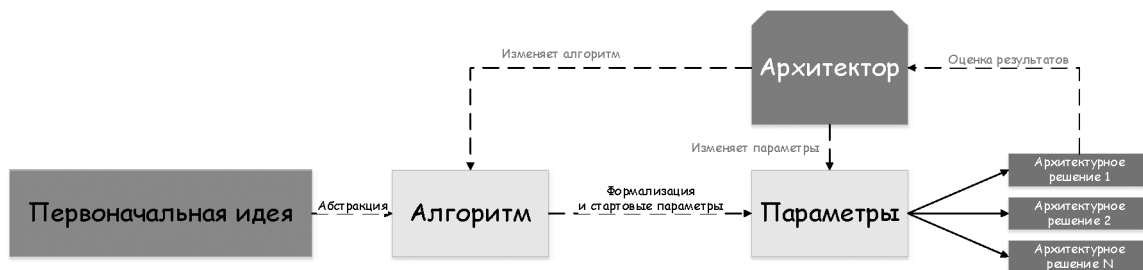 Изменяет алгоритм
Архитектор
Оценка результатов
Изменяет параметры
Первоначальная идея
Абстракция
Алгоритм
Формализация
и стартовые параметры
Параметры
Архитектурное
решение 1
Архитектурное
решение 2
Архитектурное
решение N